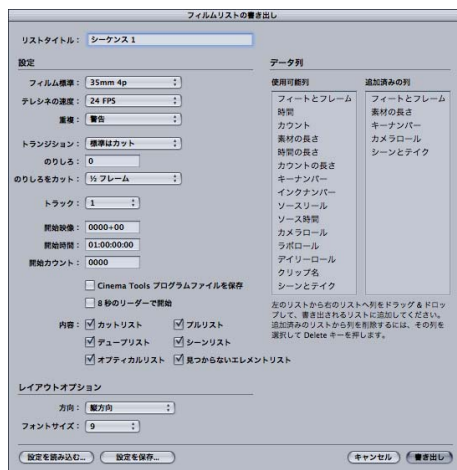 フィルムリストの書き出し
リストタイトル： シーケンス 1
設定
フィルム標準： 35mm 4p
テレシネの速度： 24 FPS
重複： 警告
トランジション： 標準はカット
のりしろ： 0
のりしろをカット： ½ フレーム
トラック： 1
開始映像： 0000+00
開始時間： 01:00:00:00
開始カウント： 0000
Cinema Tools プログラムファイルを保存
8 秒のリーダーで開始
内容： カットリスト プルリスト
デュープリスト シーンリスト
オプティカルリスト 見つからないエレメントリスト
レイアウトオプション
方向： 縦方向
フォントサイズ： 9
設定を読み込む... 設定を保存...
データ列
使用可能列
フィートとフレーム
時間
カウント
素材の長さ
時間の長さ
カウントの長さ
キーナンバー
インクナンバー
ソースリール
ソース時間
カメラロール
ラボロール
デイリーロール
クリップ名
シーンとテイク
追加済みの列
フィートとフレーム
素材の長さ
キーナンバー
カメラロール
シーンとテイク
左のリストから右のリストへ列をドラッグ & ドロッ
プして、書き出されるリストに追加してください。
追加済みのリストから列を削除するには、その列を
選択して Delete キーを押します。
キャンセル 書き出し